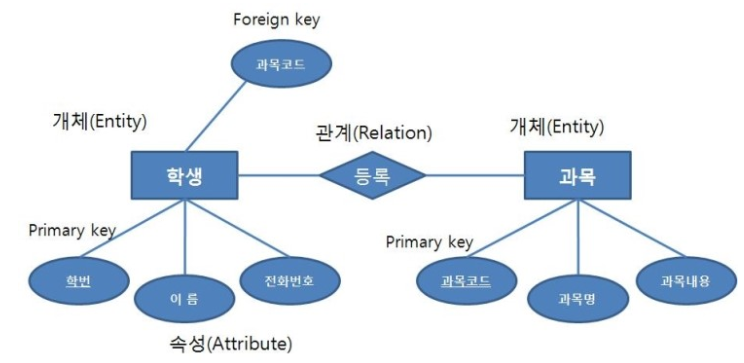 Foreign key
과목코드
개체(Entity)
관계(Relation)
개체(Entity)
학생
등록
과목
Primary key
Primary key
학번
이 름
전화번호
과목코드
과목명
과목내용
속성(Attribute)